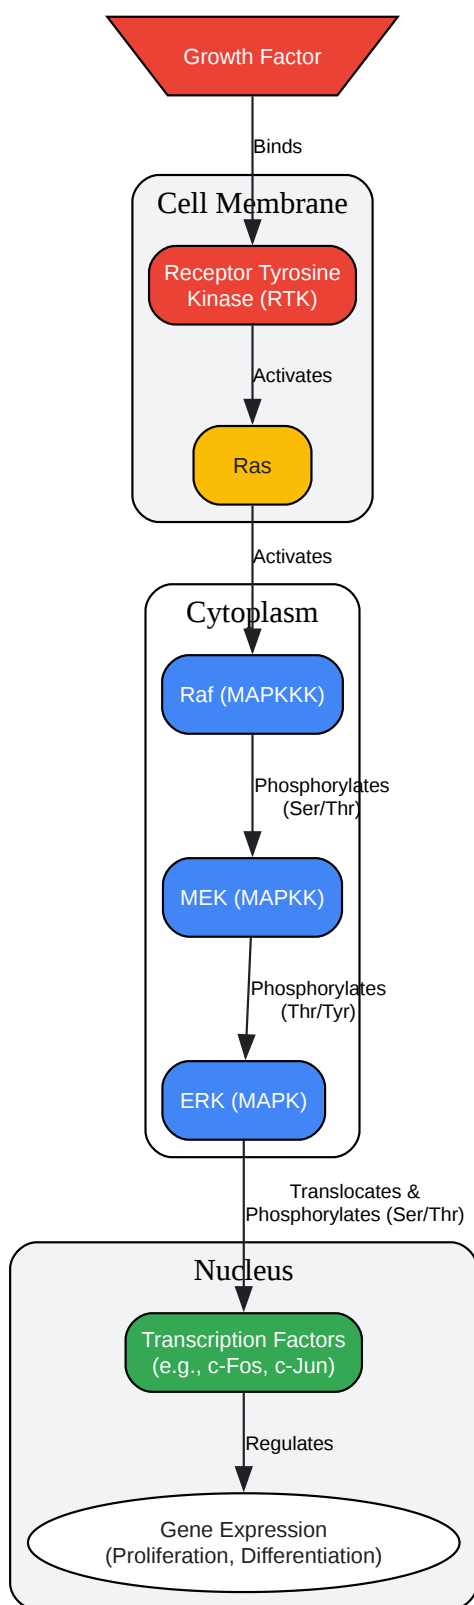 Growth Factor
Binds
Cell Membrane
Receptor Tyrosine
Kinase (RTK)
Activates
Ras
Activates
Cytoplasm
Raf (MAPKKK)
Phosphorylates
(Ser/Thr)
MEK (MAPKK)
Phosphorylates
(Thr/Tyr)
ERK (MAPK)
Translocates &
Phosphorylates (Ser/Thr)
Nucleus
Transcription Factors
(e.g., c-Fos, c-Jun)
Regulates
Gene Expression
(Proliferation, Differentiation)